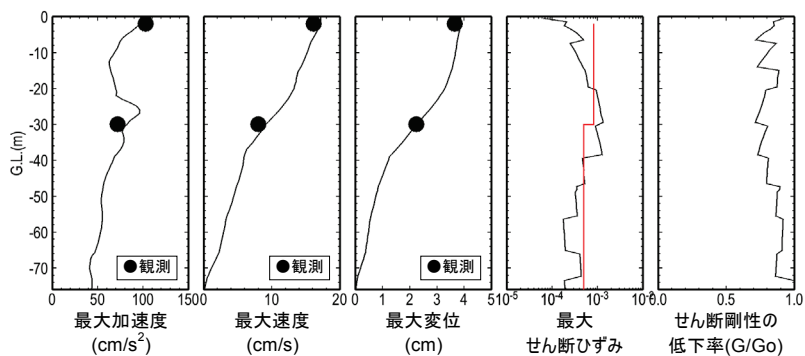 G.L.(m)
0
-10
-20
-30
-40
-50
-60
-70
●観測
0 50 100 150
最大加速度
(cm/s²)
●観測
0 10 20
最大速度
(cm/s)
●観測
0 1 2 3 4 5
最大変位
(cm)
10⁻⁵ 10⁻⁴ 10⁻³ 10⁻²
最大
せん断ひずみ
0.0 0.5 1.0
せん断剛性の
低下率(G/Go)